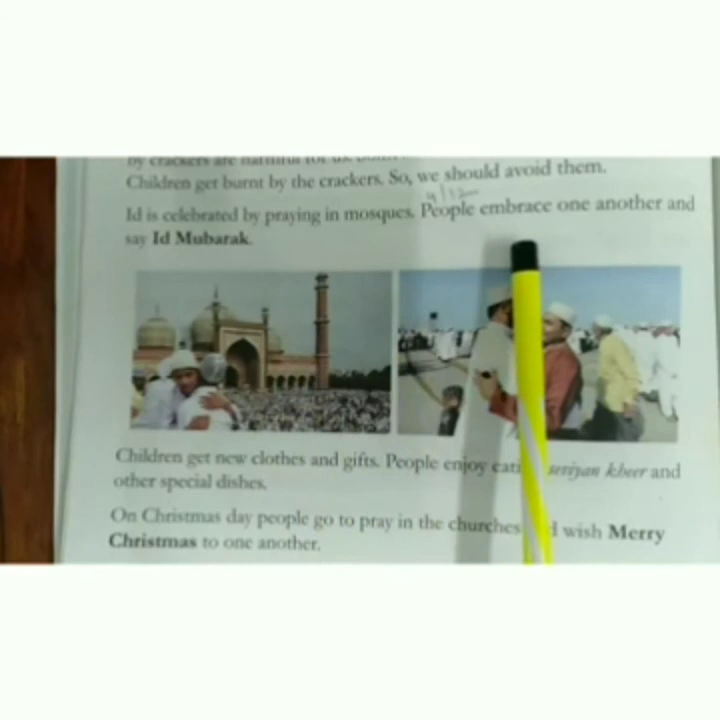 by crackers are harmful for us.
Children get burnt by the crackers. So, we should avoid them.
Id is celebrated by praying in mosques. People embrace one another and
say Id Mubarak.
Children get new clothes and gifts. People enjoy eati seviyan kheer and
other special dishes.
On Christmas day people go to pray in the churches d wish Merry
Christmas to one another.